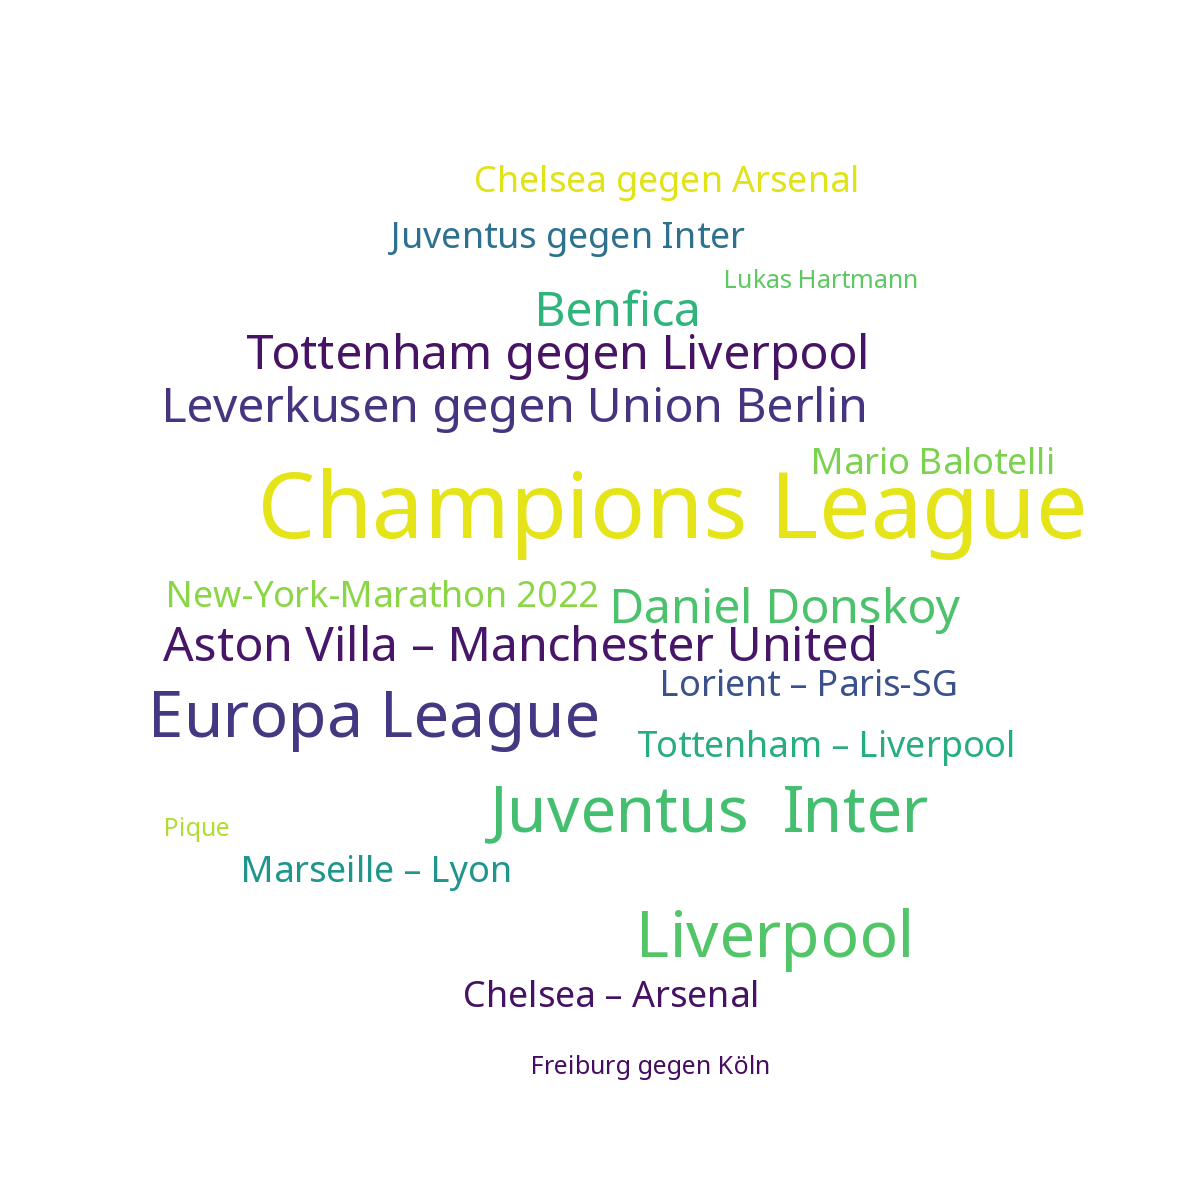 Chelsea gegen Arsenal
Juventus gegen Inter
Lukas Hartmann
Benfica
Tottenham gegen Liverpool
Leverkusen gegen Union Berlin
Mario Balotelli
Champions League
New-York-Marathon 2022
Daniel Donskoy
Aston Villa – Manchester United
Lorient – Paris-SG
Europa League
Tottenham – Liverpool
Juventus  Inter
Pique
Marseille – Lyon
Liverpool
Chelsea – Arsenal
Freiburg gegen Köln